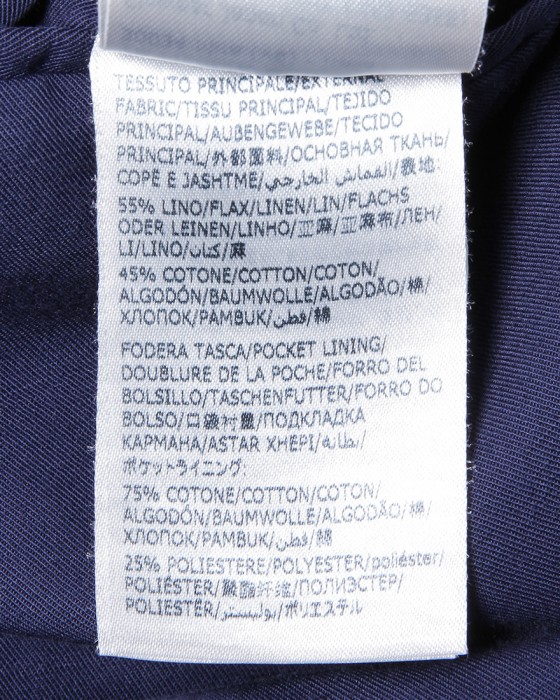 TESSUTO PRINCIPALE/EXTERNAL
FABRIC/TISSU PRINCIPAL/TEJIDO
PRINCIPAL/AUßENGEWEBE/TECIDO
PRINCIPAL/外部面料/ОСНОВНАЯ ТКАНЬ/
COPË E JASHTME/القماش الخارجي/表地:
55% LINO/FLAX/LINEN/LIN/FLACHS
ODER LEINEN/LINHO/亚麻/亚麻布/ЛЕН/
LI/LINO/كتان/麻
45% COTONE/COTTON/COTON/
ALGODÓN/BAUMWOLLE/ALGODÃO/棉/
ХЛОПОК/PAMBUK/قطن/綿
FODERA TASCA/POCKET LINING/
DOUBLURE DE LA POCHE/FORRO DEL
BOLSILLO/TASCHENFUTTER/FORRO DO
BOLSO/口袋衬里/ПОДКЛАДКА
КАРМАНА/ASTAR XHEPI/بطانة/
ポケットライニング:
75% COTONE/COTTON/COTON/
ALGODÓN/BAUMWOLLE/ALGODÃO/棉/
ХЛОПОК/PAMBUK/قطن/綿
25% POLIESTERE/POLYESTER/poliéster/
POLIÉSTER/聚酯纤维/ПОЛИЭСТЕР/
POLIESTËR/بوليستر/ポリエステル